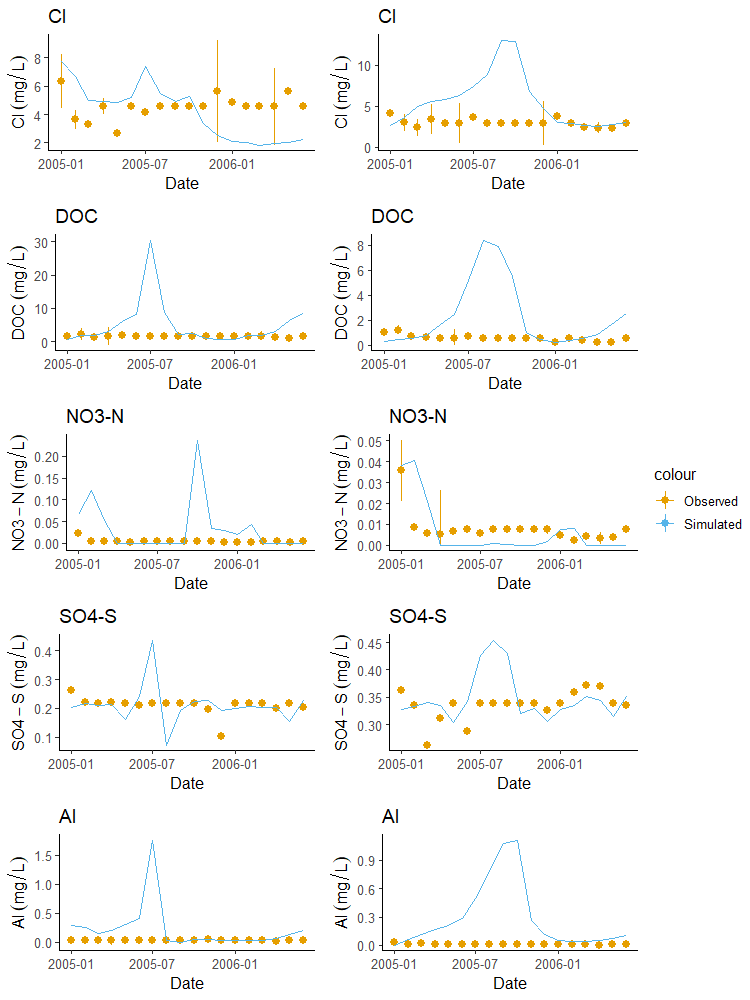 Cl Cl
8
6
4
2
Cl (mg/L)
10
5
0
Cl (mg/L)
2005-01 2005-07 2006-01 2005-01 2005-07 2006-01
Date Date
DOC DOC
30
20
10
0
DOC (mg/L)
8
6
4
2
0
DOC (mg/L)
2005-01 2005-07 2006-01 2005-01 2005-07 2006-01
Date Date
NO3-N NO3-N
0.20
0.15
0.10
0.05
0.00
NO3 − N (mg/L)
0.05
0.04
0.03
0.02
0.01
0.00
NO3 − N (mg/L)
2005-01 2005-07 2006-01 2005-01 2005-07 2006-01
Date Date
colour
Observed
Simulated
SO4-S SO4-S
0.4
0.3
0.2
0.1
SO4 − S (mg/L)
0.45
0.40
0.35
0.30
SO4 − S (mg/L)
2005-01 2005-07 2006-01 2005-01 2005-07 2006-01
Date Date
Al Al
1.5
1.0
0.5
0.0
Al (mg/L)
0.9
0.6
0.3
0.0
Al (mg/L)
2005-01 2005-07 2006-01 2005-01 2005-07 2006-01
Date Date